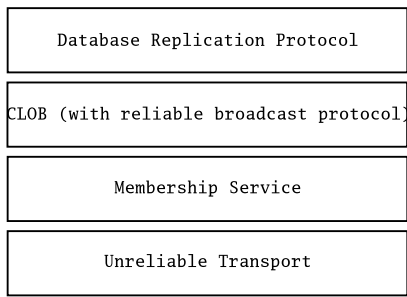 Database Replication Protocol
CLOB (with reliable broadcast protocol)
Membership Service
Unreliable Transport